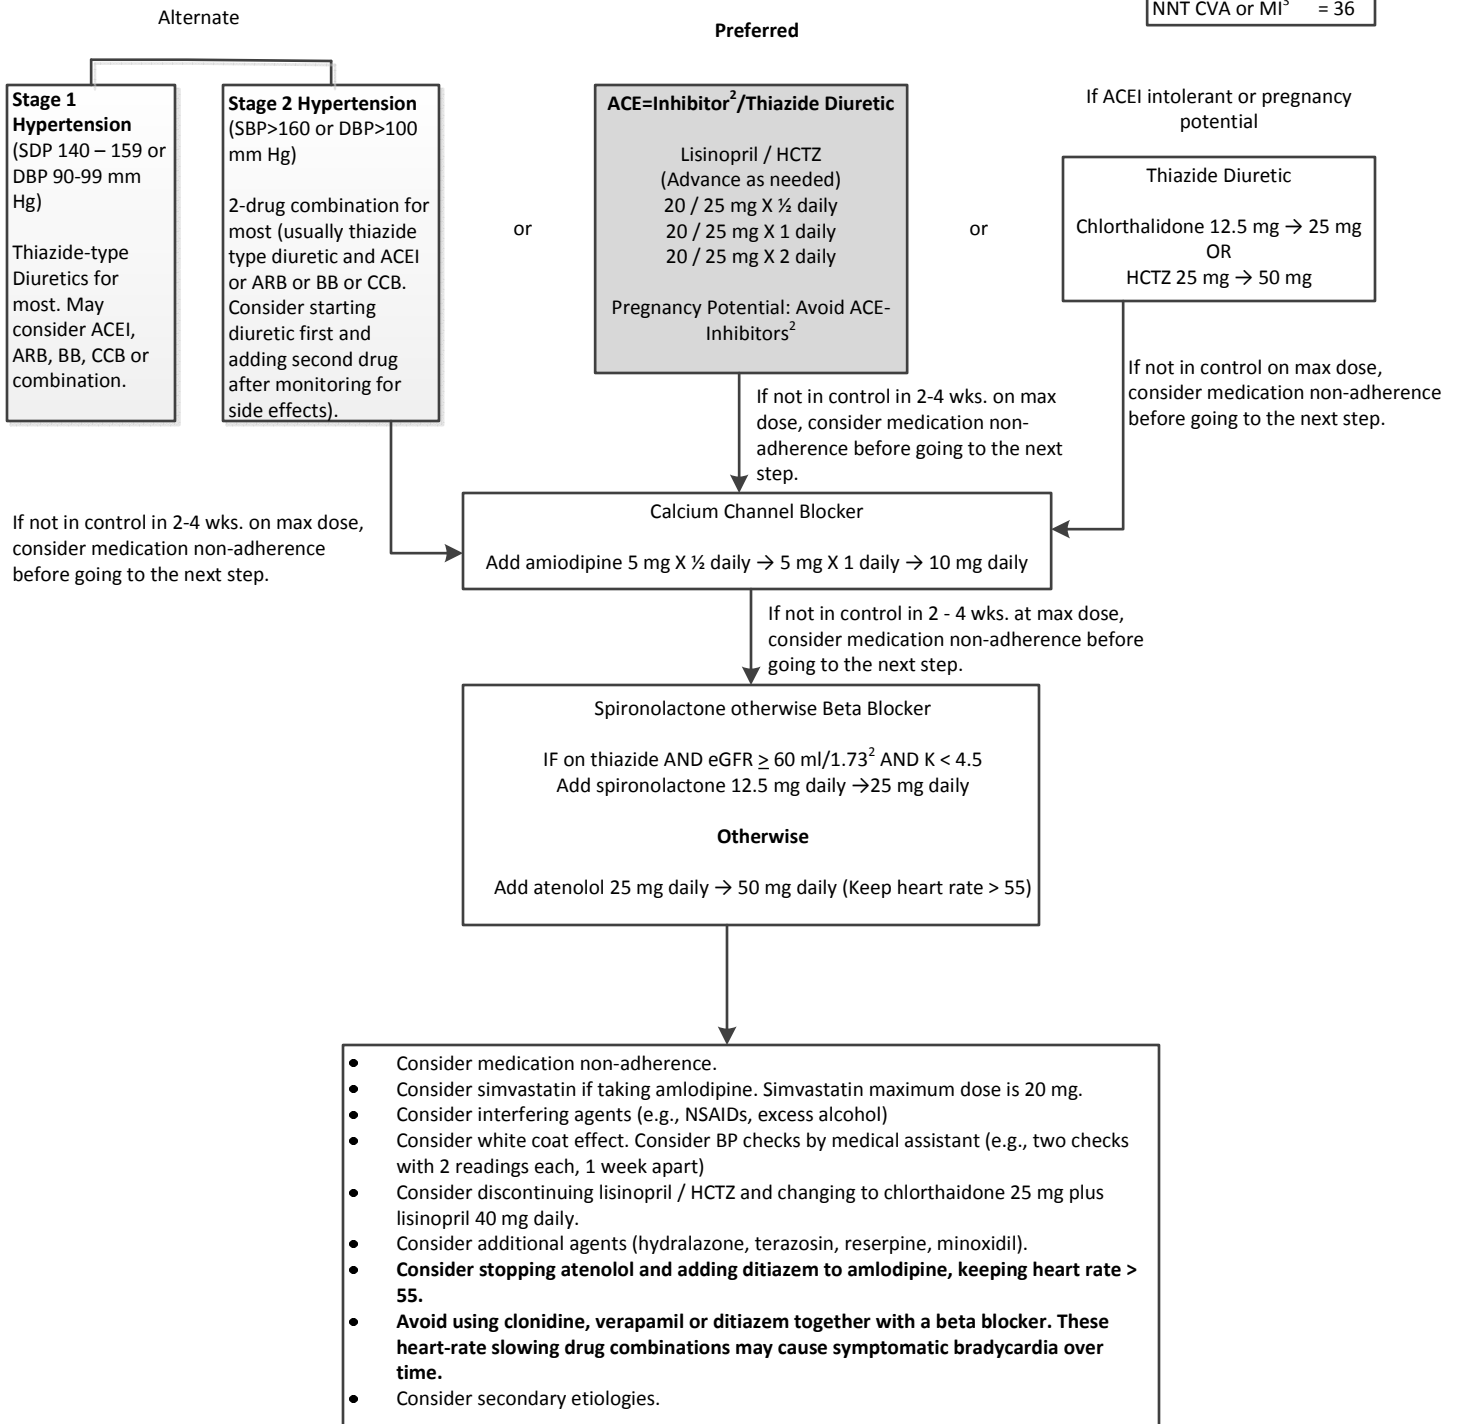 Alternate
NNT CVA or MI³ = 36
Preferred
Stage 1
Hypertension
(SDP 140 – 159 or
DBP 90-99 mm
Hg)
Thiazide-type
Diuretics for
most. May
consider ACEI,
ARB, BB, CCB or
combination.
Stage 2 Hypertension
(SBP>160 or DBP>100
mm Hg)
2-drug combination for
most (usually thiazide
type diuretic and ACEI
or ARB or BB or CCB.
Consider starting
diuretic first and
adding second drug
after monitoring for
side effects).
or
ACE=Inhibitor²/Thiazide Diuretic
Lisinopril / HCTZ
(Advance as needed)
20 / 25 mg X ½ daily
20 / 25 mg X 1 daily
20 / 25 mg X 2 daily
Pregnancy Potential: Avoid ACE-
Inhibitors²
or
If ACEI intolerant or pregnancy
potential
Thiazide Diuretic
Chlorthalidone 12.5 mg → 25 mg
OR
HCTZ 25 mg → 50 mg
If not in control in 2-4 wks. on max dose,
consider medication non-adherence
before going to the next step.
If not in control in 2-4 wks. on max
dose, consider medication non-
adherence before going to the next
step.
If not in control on max dose,
consider medication non-adherence
before going to the next step.
Calcium Channel Blocker
Add amiodipine 5 mg X ½ daily → 5 mg X 1 daily → 10 mg daily
If not in control in 2 - 4 wks. at max dose,
consider medication non-adherence before
going to the next step.
Spironolactone otherwise Beta Blocker
IF on thiazide AND eGFR ≥ 60 ml/1.73² AND K < 4.5
Add spironolactone 12.5 mg daily →25 mg daily
Otherwise
Add atenolol 25 mg daily → 50 mg daily (Keep heart rate > 55)
• Consider medication non-adherence.
• Consider simvastatin if taking amlodipine. Simvastatin maximum dose is 20 mg.
• Consider interfering agents (e.g., NSAIDs, excess alcohol)
• Consider white coat effect. Consider BP checks by medical assistant (e.g., two checks
with 2 readings each, 1 week apart)
• Consider discontinuing lisinopril / HCTZ and changing to chlorthaidone 25 mg plus
lisinopril 40 mg daily.
• Consider additional agents (hydralazone, terazosin, reserpine, minoxidil).
• Consider stopping atenolol and adding ditiazem to amlodipine, keeping heart rate >
55.
• Avoid using clonidine, verapamil or ditiazem together with a beta blocker. These
heart-rate slowing drug combinations may cause symptomatic bradycardia over
time.
• Consider secondary etiologies.